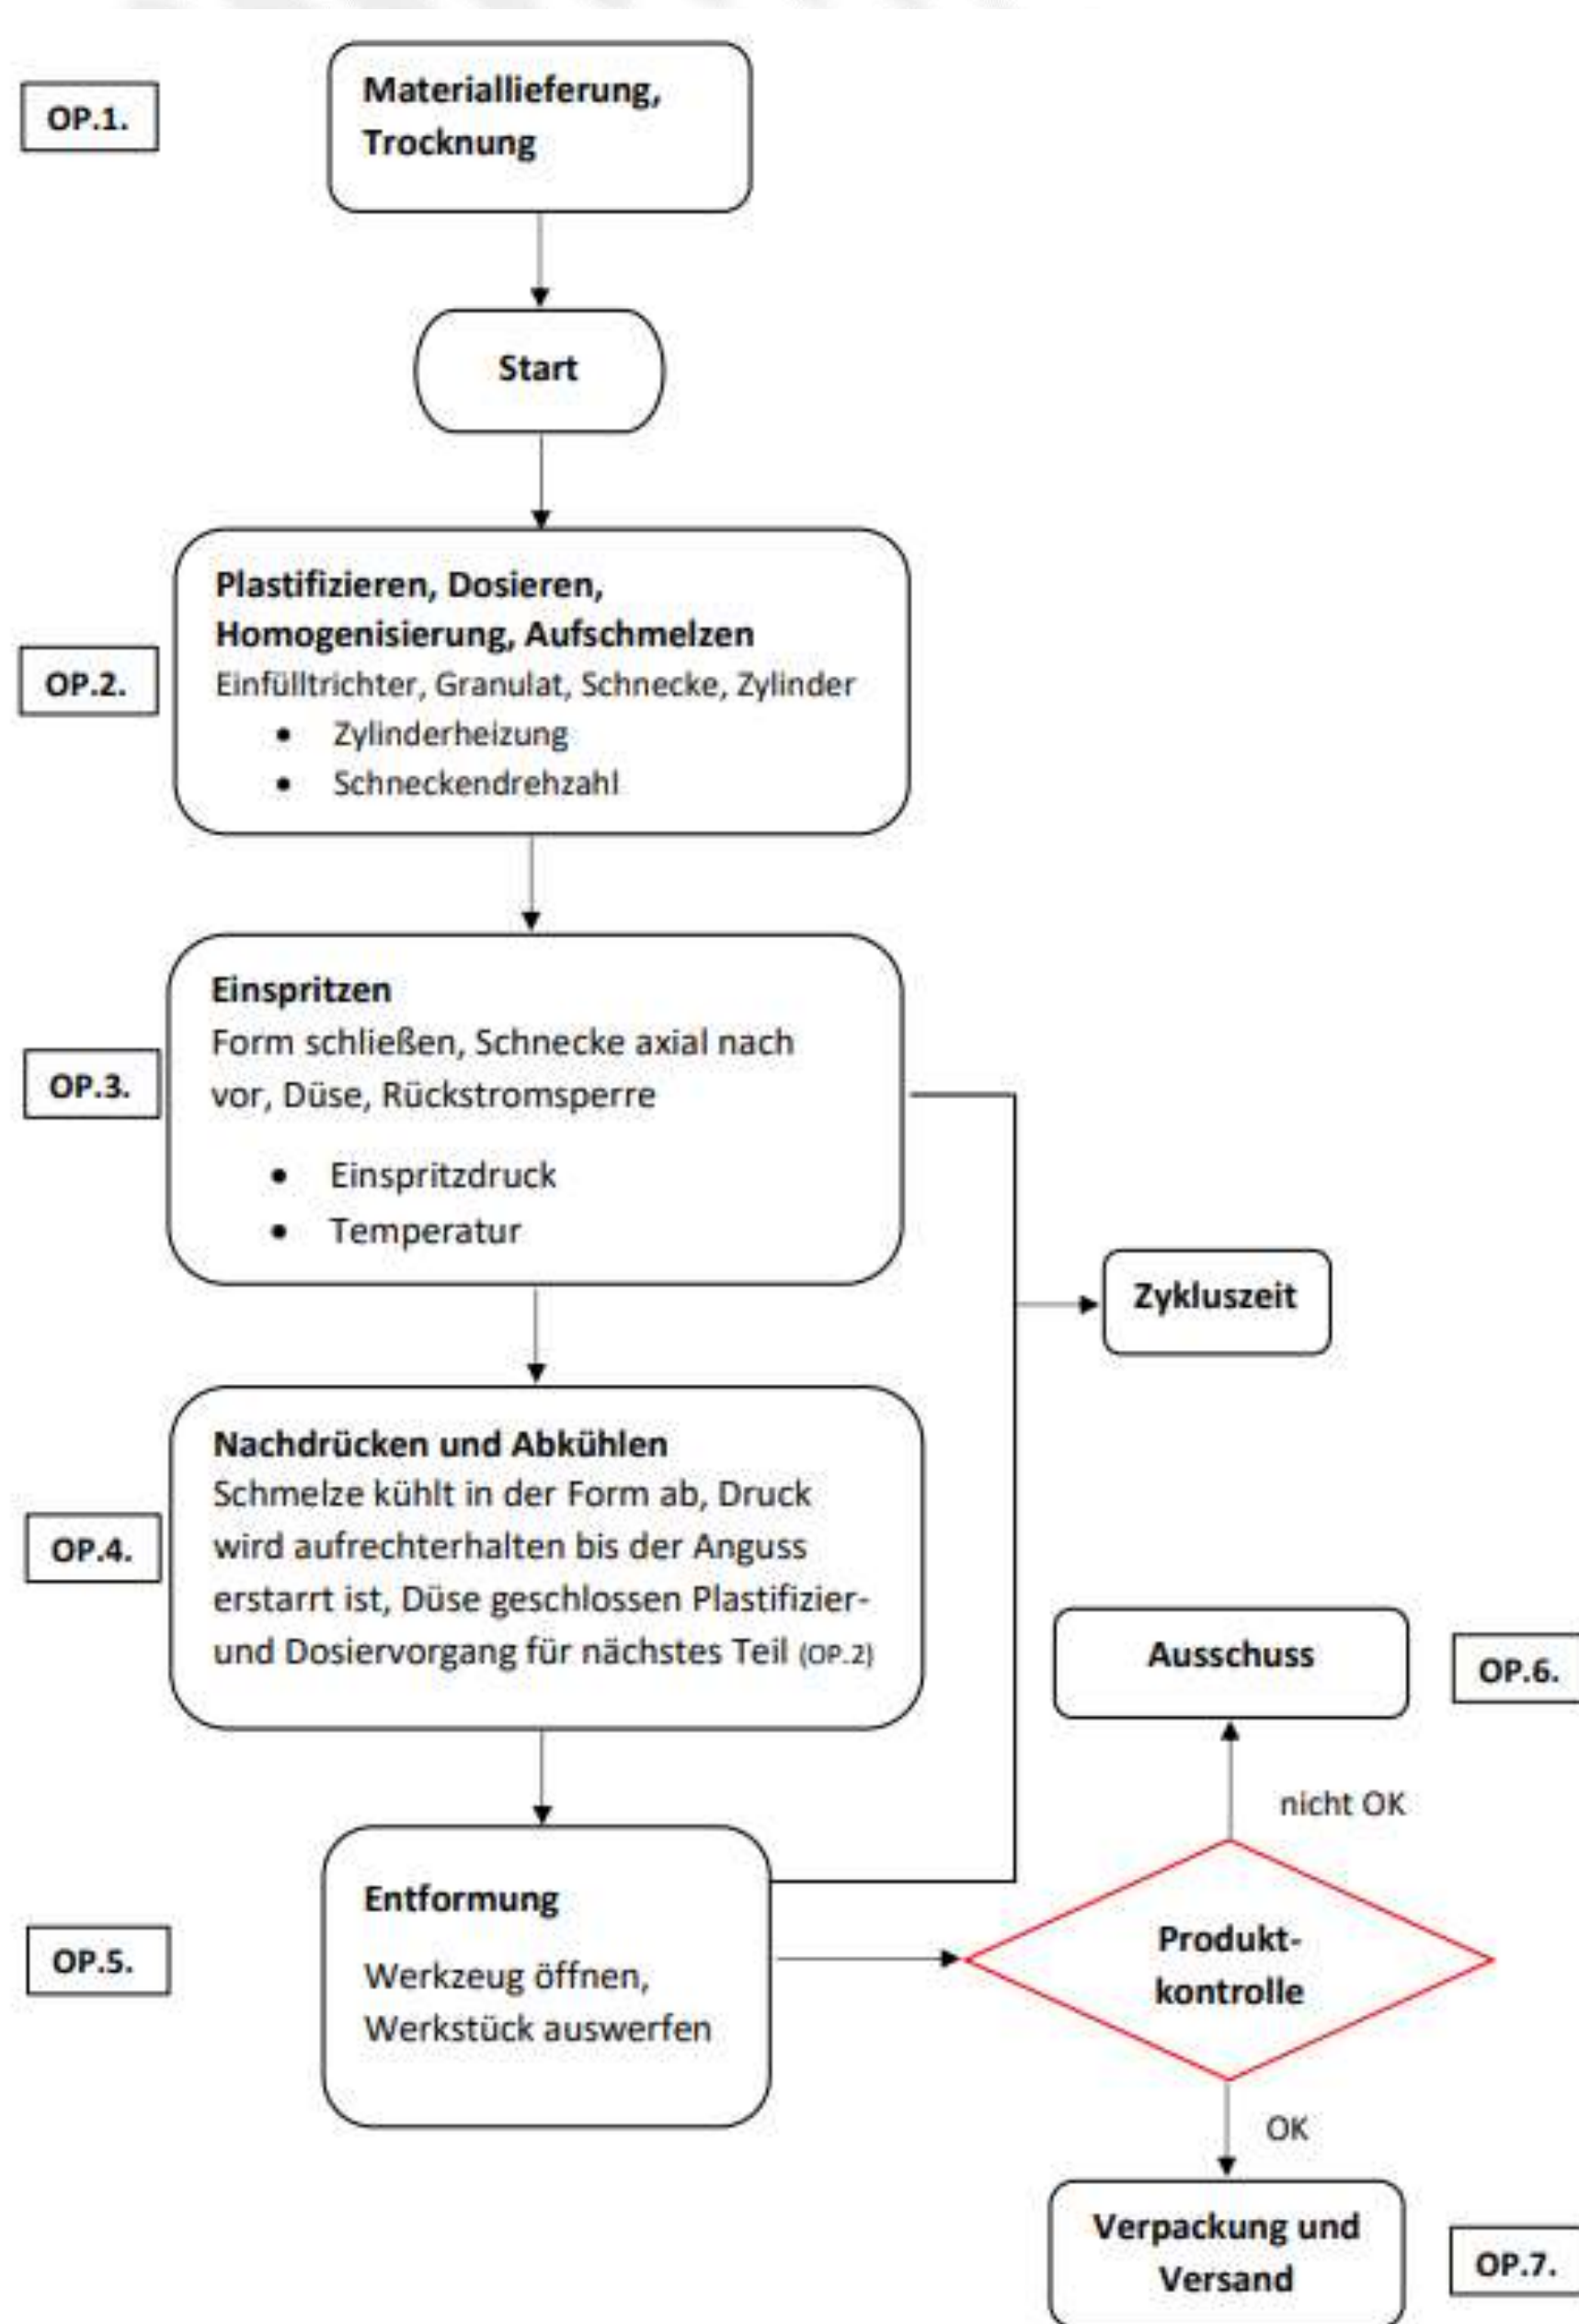 OP.1.
Materiallieferung,
Trocknung
Start
OP.2.
Plastifizieren, Dosieren,
Homogenisierung, Aufschmelzen
Einfülltrichter, Granulat, Schnecke, Zylinder
• Zylinderheizung
• Schneckendrehzahl
OP.3.
Einspritzen
Form schließen, Schnecke axial nach
vor, Düse, Rückstromsperre
• Einspritzdruck
• Temperatur
Zykluszeit
OP.4.
Nachdrücken und Abkühlen
Schmelze kühlt in der Form ab, Druck
wird aufrechterhalten bis der Anguss
erstarrt ist, Düse geschlossen Plastifizier-
und Dosiervorgang für nächstes Teil (OP.2)
OP.5.
Entformung
Werkzeug öffnen,
Werkstück auswerfen
Produkt-
kontrolle
nicht OK
Ausschuss
OP.6.
OK
Verpackung und
Versand
OP.7.